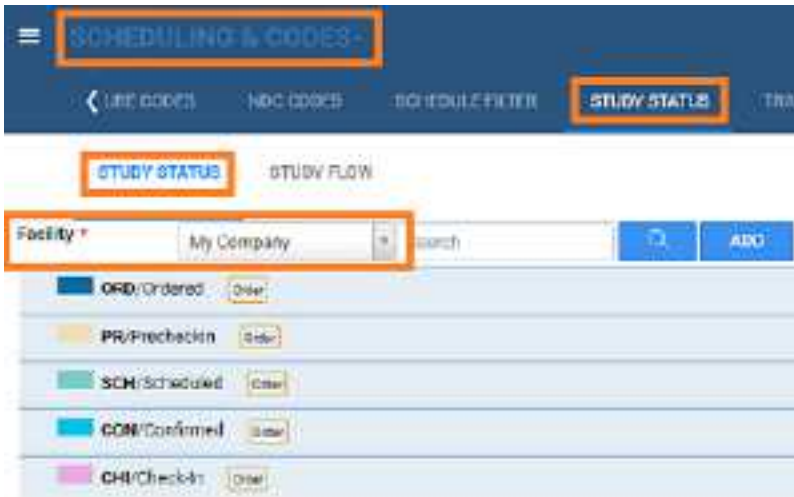 SCHEDULING & CODES
CODES NDC CODES SCHEDULE FILTER STUDY STATUS
STUDY STATUS STUDY FLOW
Facility * My Company Search ADD
ORD/Ordered Order
PR/Precheckin Order
SCH/Scheduled Order
CON/Confirmed Order
CHI/Check-In Order